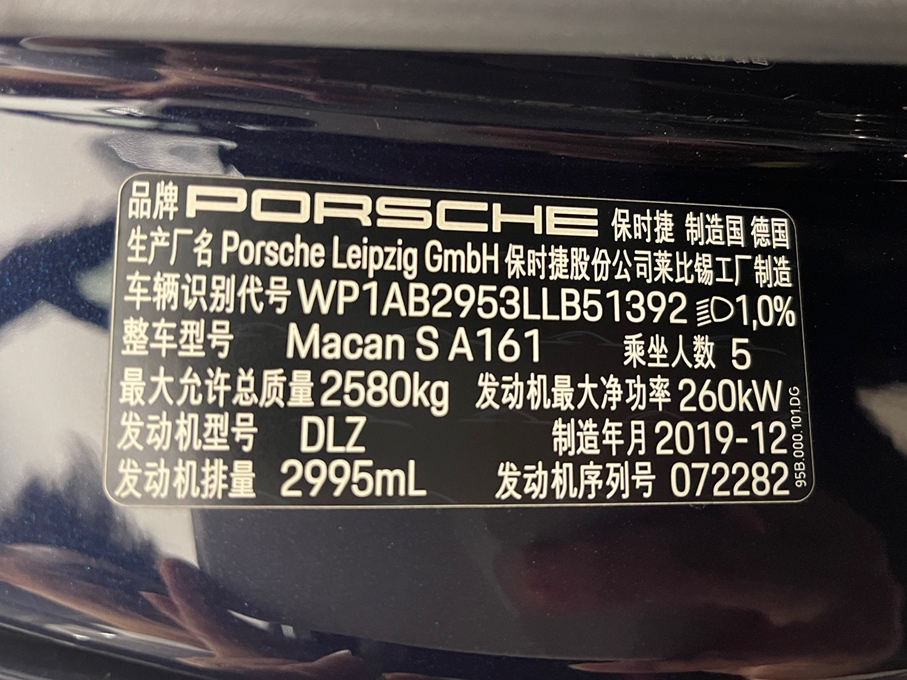 品牌 PORSCHE 保时捷 制造国 德国
生产厂名 Porsche Leipzig GmbH 保时捷股份公司莱比锡工厂制造
车辆识别代号 WP1AB2953LLB51392 1,0%
整车型号 Macan S A161 乘坐人数 5
最大允许总质量 2580kg 发动机最大净功率 260kW
发动机型号 DLZ 制造年月 2019-12
发动机排量 2995mL 发动机序列号 072282
95B.000.101.DG